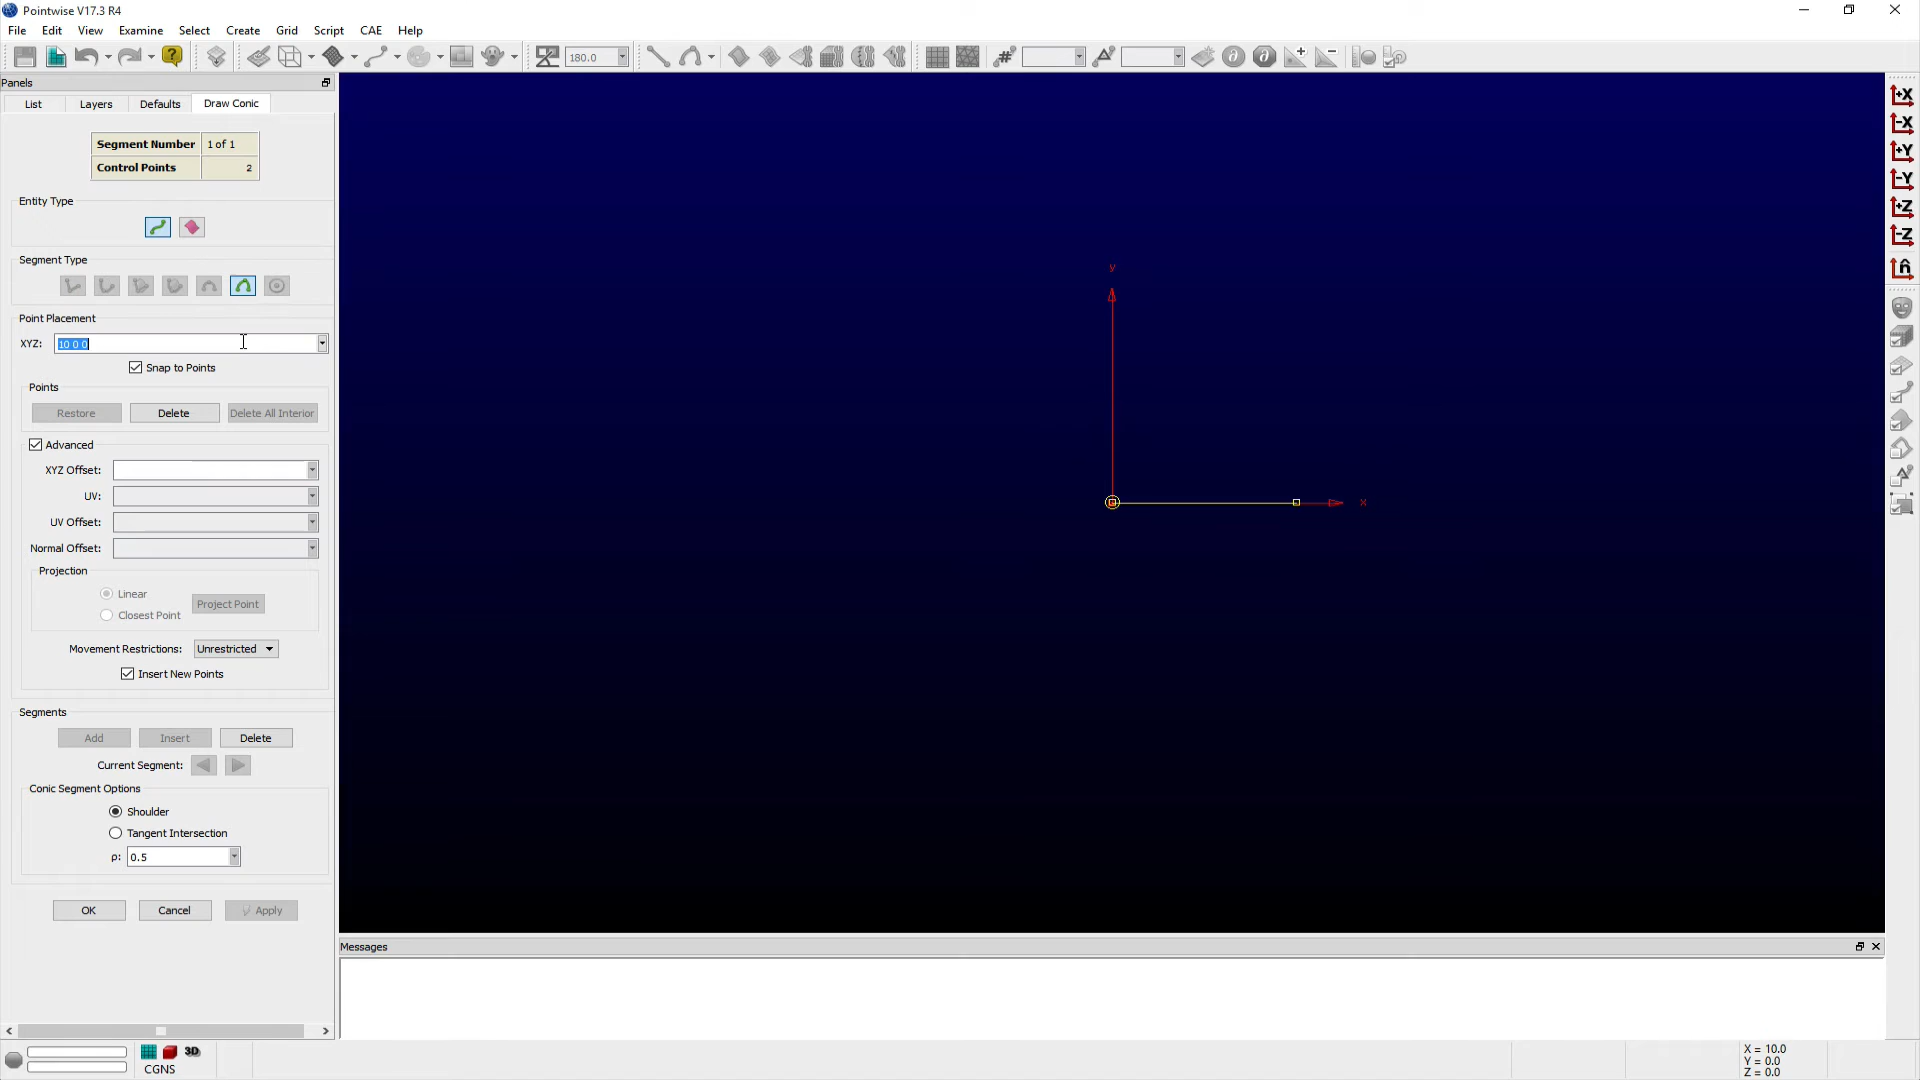 Pointwise V17.3 R4
File Edit View Examine Select Create Grid Script CAE Help
180.0
Panels
List Layers Defaults Draw Conic
Segment Number 1 of 1
Control Points 2
Entity Type
Segment Type
Point Placement
XYZ: 10 0 0
Snap to Points
Points
Restore Delete Delete All Interior
Advanced
XYZ Offset:
UV:
UV Offset:
Normal Offset:
Projection
Linear
Closest Point
Project Point
Movement Restrictions: Unrestricted
Insert New Points
Segments
Add Insert Delete
Current Segment:
Conic Segment Options
Shoulder
Tangent Intersection
ρ: 0.5
OK Cancel Apply
y
x
+X
-X
+Y
-Y
+Z
-Z
n̂
Messages
3D
CGNS
X = 10.0
Y = 0.0
Z = 0.0